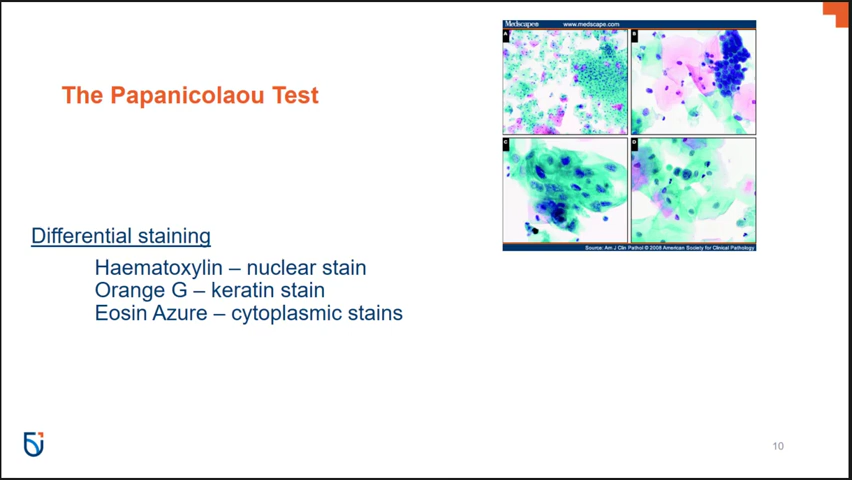 Medscape®
www.medscape.com
A
B
The Papanicolaou Test
C
D
Differential staining
Source: Am J Clin Pathol © 2008 American Society for Clinical Pathology
Haematoxylin – nuclear stain
Orange G – keratin stain
Eosin Azure – cytoplasmic stains
10